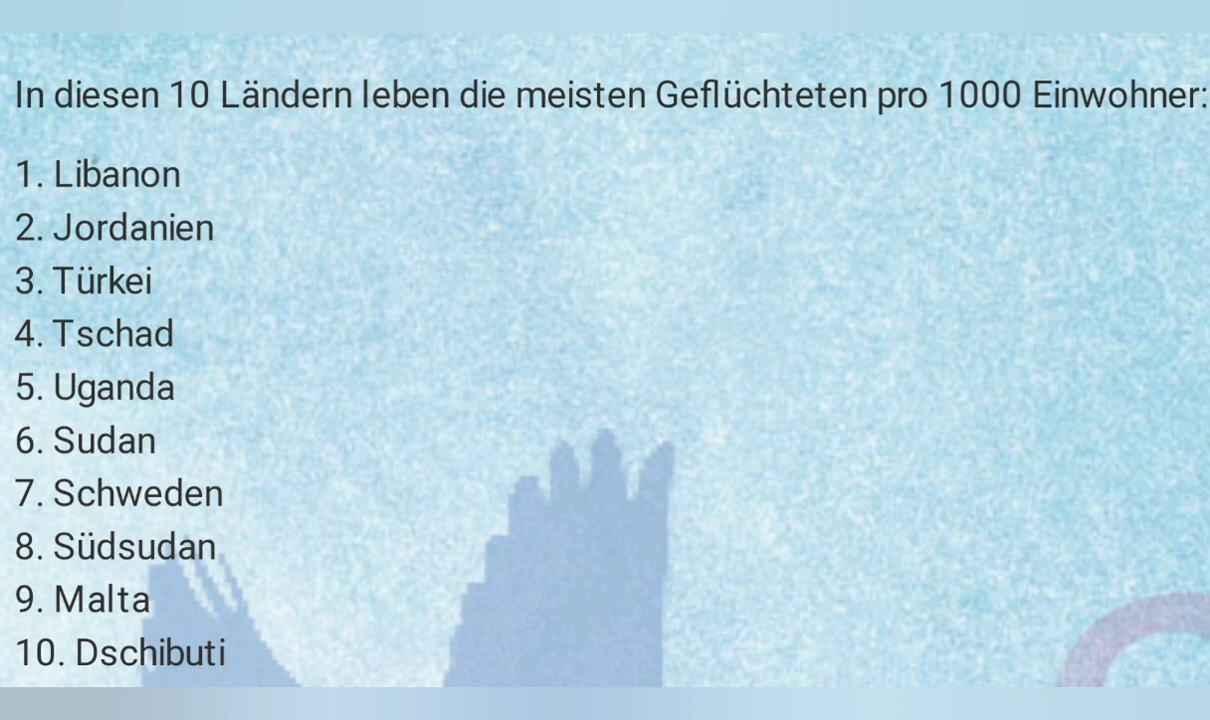 In diesen 10 Ländern leben die meisten Geflüchteten pro 1000 Einwohner:
1. Libanon
2. Jordanien
3. Türkei
4. Tschad
5. Uganda
6. Sudan
7. Schweden
8. Südsudan
9. Malta
10. Dschibuti